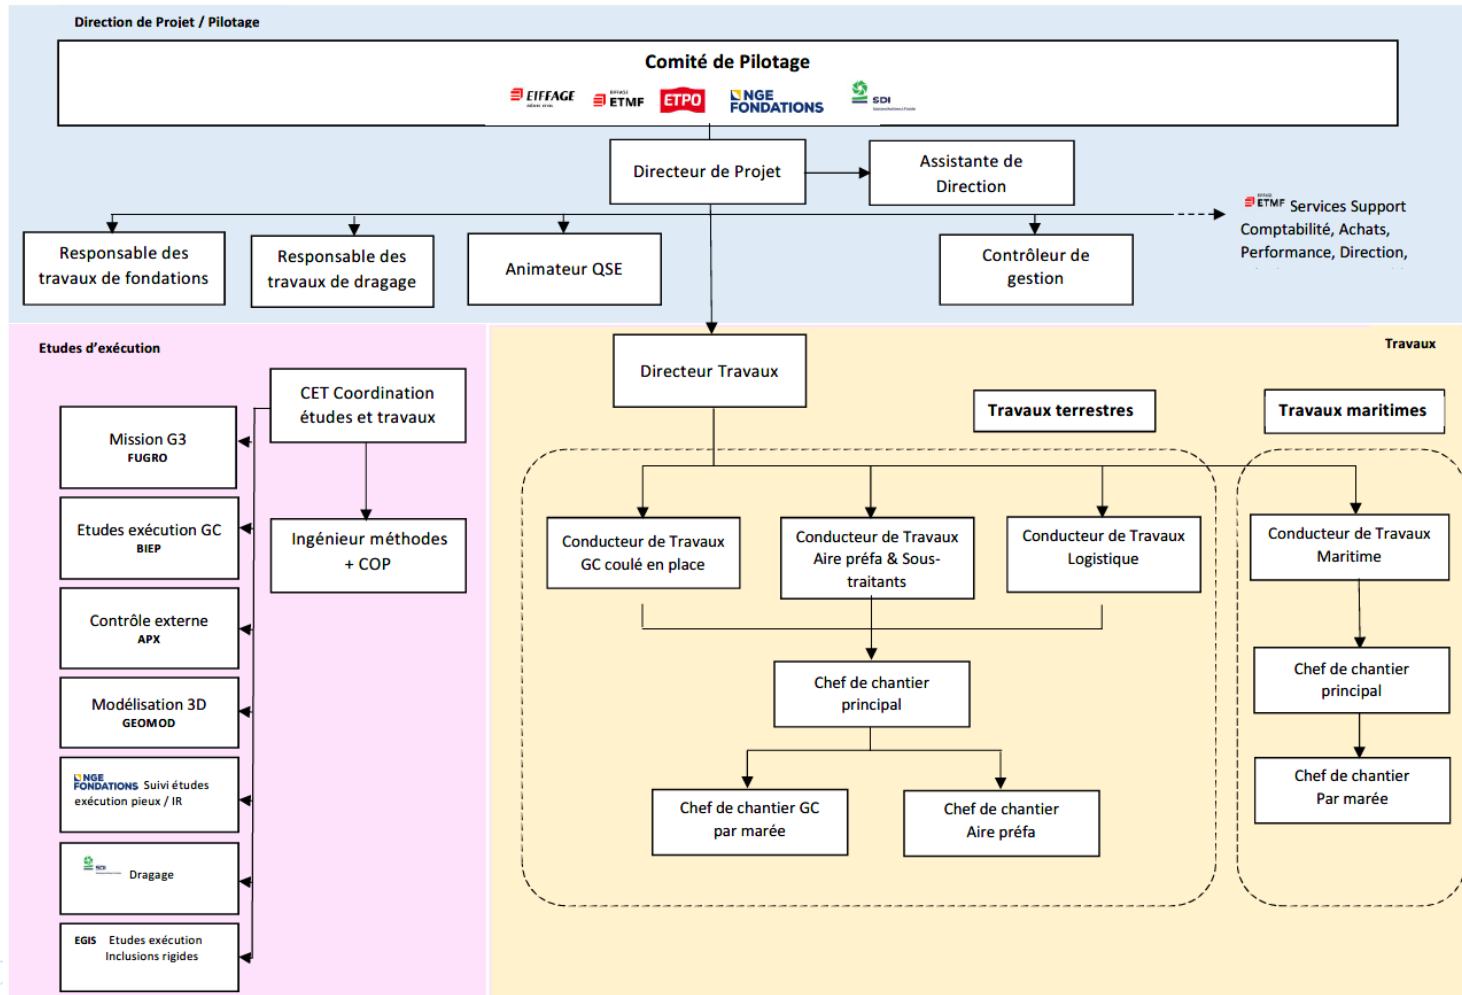 Direction de Projet / Pilotage
Comité de Pilotage
EIFFAGE
EIFFAGE
ETMF
ETPO
NGE
FONDATIONS
SDI
Directeur de Projet
Assistante de
Direction
EIFFAGE
ETMF Services Support
Comptabilité, Achats,
Performance, Direction,
Responsable des
travaux de fondations
Responsable des
travaux de dragage
Animateur QSE
Contrôleur de
gestion
Etudes d’exécution
CET Coordination
études et travaux
Mission G3
FUGRO
Etudes exécution GC
BIEP
Ingénieur méthodes
+ COP
Contrôle externe
APX
Modélisation 3D
GEOMOD
NGE
FONDATIONS Suivi études
exécution pieux / IR
SDI Dragage
EGIS Etudes exécution
Inclusions rigides
Travaux
Directeur Travaux
Travaux terrestres
Travaux maritimes
Conducteur de Travaux
GC coulé en place
Conducteur de Travaux
Aire préfa & Sous-
traitants
Conducteur de Travaux
Logistique
Conducteur de Travaux
Maritime
Chef de chantier
principal
Chef de chantier
principal
Chef de chantier GC
par marée
Chef de chantier
Aire préfa
Chef de chantier
Par marée